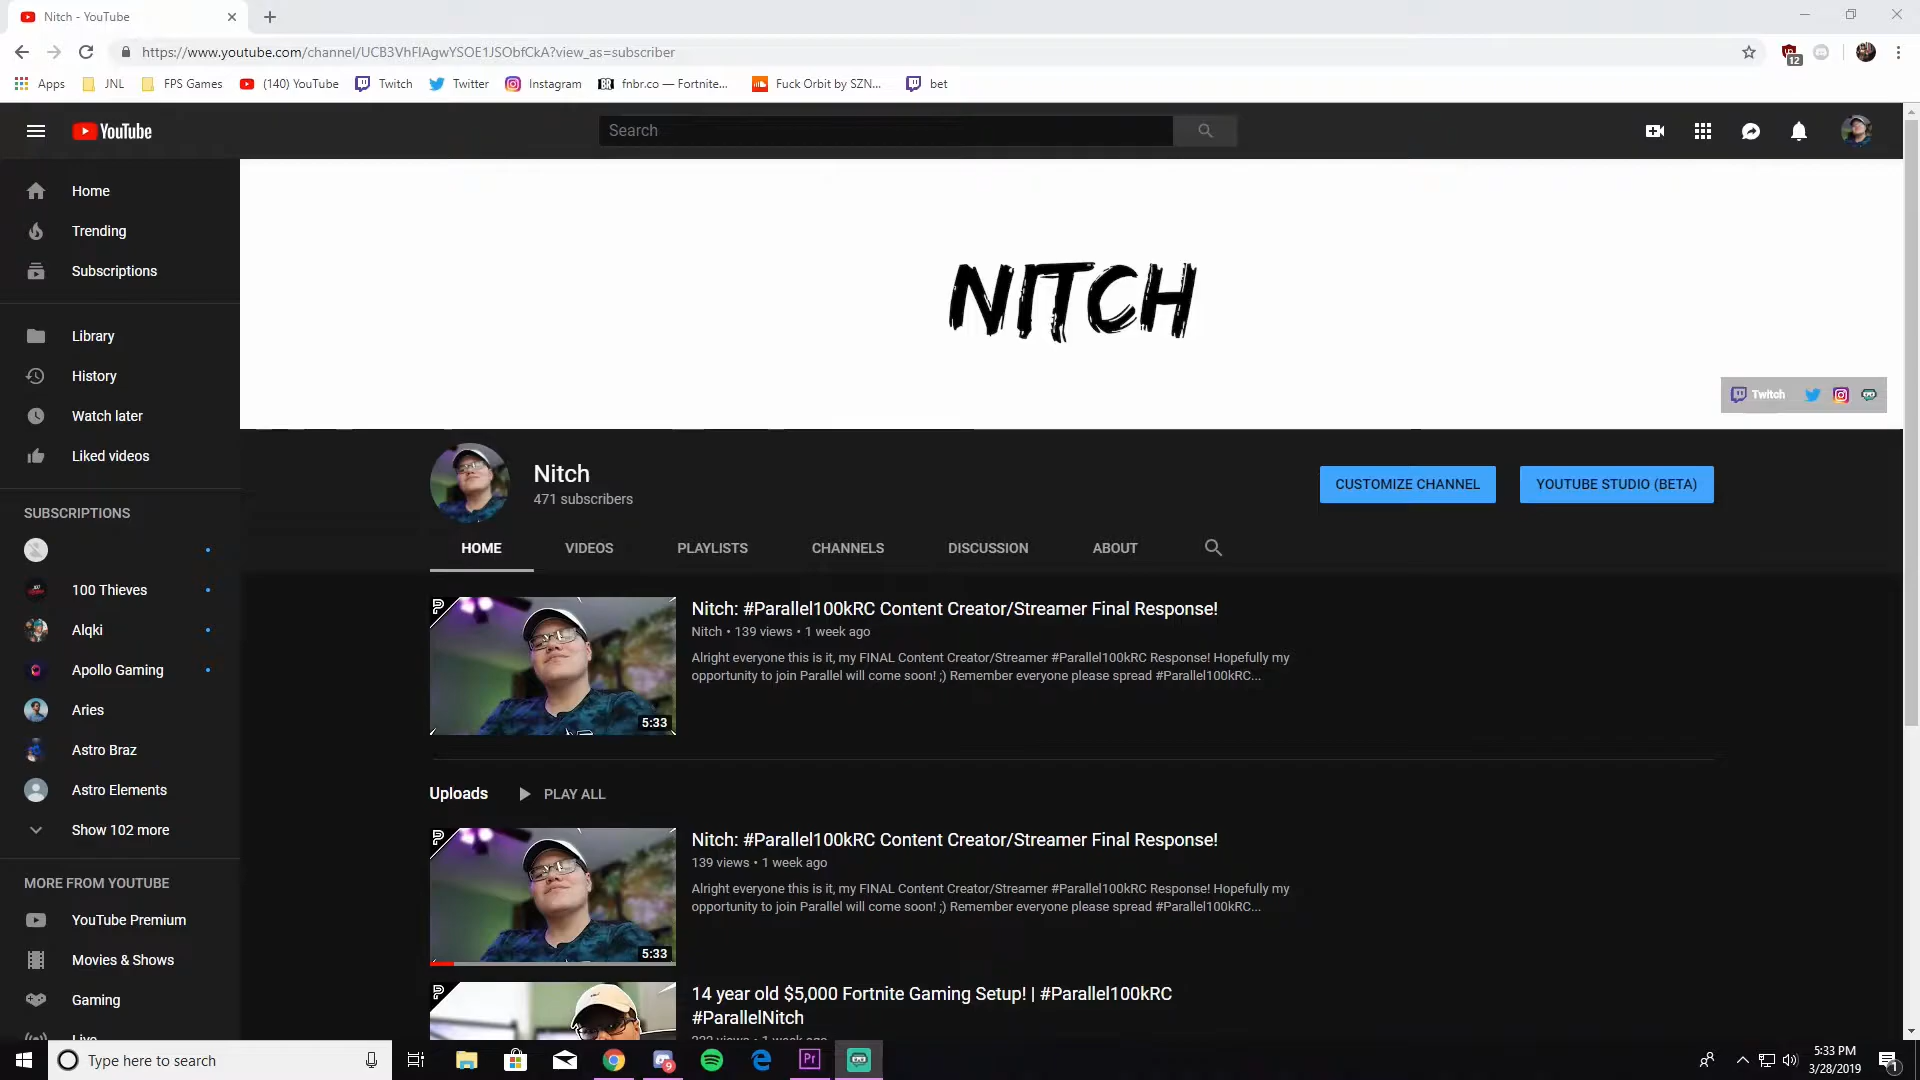 Nitch - YouTube
https://www.youtube.com/channel/UCB3VhFlAgwYSOE1JSObfCkA?view_as=subscriber
12
Apps JNL FPS Games (140) YouTube Twitch Twitter Instagram fnbr.co — Fortnite... Fuck Orbit by SZN... bet
YouTube
Search
Home
Trending
Subscriptions
Library
History
Watch later
Liked videos
SUBSCRIPTIONS
100 Thieves
Alqki
Apollo Gaming
Aries
Astro Braz
Astro Elements
Show 102 more
MORE FROM YOUTUBE
YouTube Premium
Movies & Shows
Gaming
Live
NITCH
Twitch
Nitch
471 subscribers
CUSTOMIZE CHANNEL
YOUTUBE STUDIO (BETA)
HOME VIDEOS PLAYLISTS CHANNELS DISCUSSION ABOUT
5:33
Nitch: #Parallel100kRC Content Creator/Streamer Final Response!
Nitch • 139 views • 1 week ago
Alright everyone this is it, my FINAL Content Creator/Streamer #Parallel100kRC Response! Hopefully my
opportunity to join Parallel will come soon! ;) Remember everyone please spread #Parallel100kRC...
Uploads PLAY ALL
5:33
Nitch: #Parallel100kRC Content Creator/Streamer Final Response!
139 views • 1 week ago
Alright everyone this is it, my FINAL Content Creator/Streamer #Parallel100kRC Response! Hopefully my
opportunity to join Parallel will come soon! ;) Remember everyone please spread #Parallel100kRC...
14 year old $5,000 Fortnite Gaming Setup! | #Parallel100kRC
#ParallelNitch
Type here to search
9
Pr
5:33 PM
3/28/2019
1